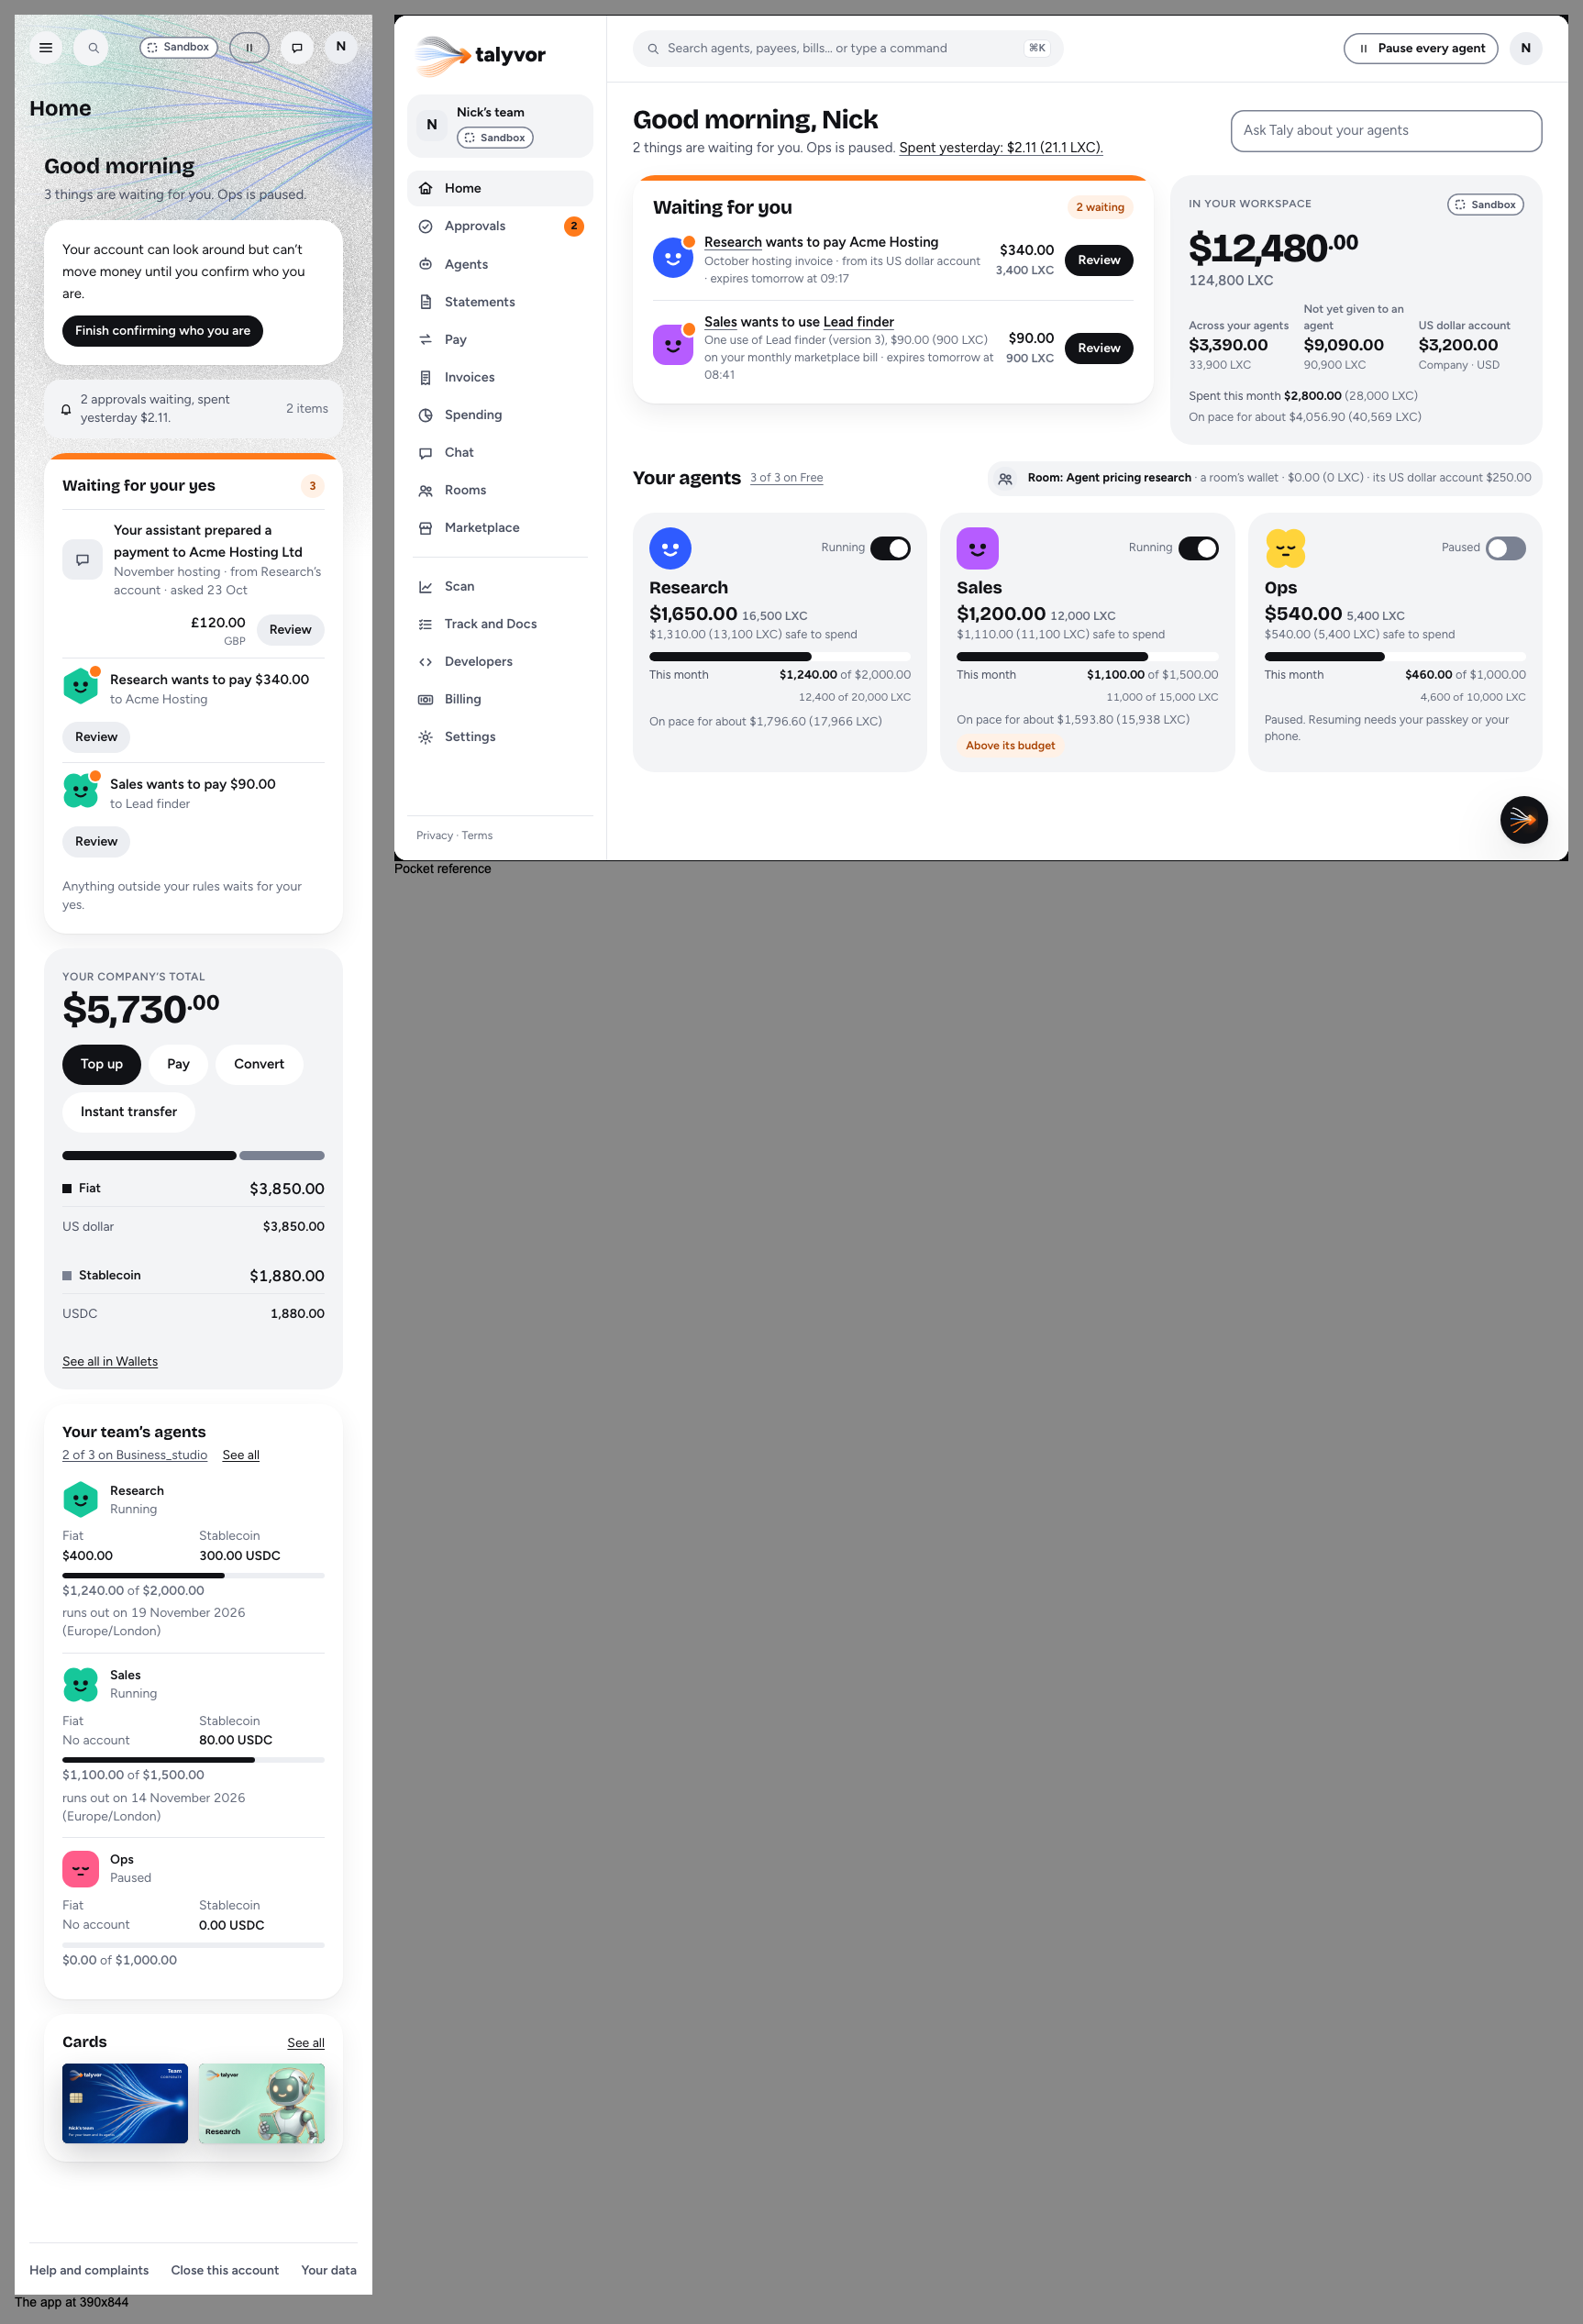 Sandbox
N
Home
Good morning
3 things are waiting for you. Ops is paused.
Your account can look around but can’t
move money until you confirm who you
are.
Finish confirming who you are
2 approvals waiting, spent
yesterday $2.11.
2 items
Waiting for your yes
3
Your assistant prepared a
payment to Acme Hosting Ltd
November hosting · from Research’s
account · asked 23 Oct
£120.00
GBP
Review
Research wants to pay $340.00
to Acme Hosting
Review
Sales wants to pay $90.00
to Lead finder
Review
Anything outside your rules waits for your
yes.
YOUR COMPANY’S TOTAL
$5,730.00
Top up
Pay
Convert
Instant transfer
Fiat
$3,850.00
US dollar
$3,850.00
Stablecoin
$1,880.00
USDC
1,880.00
See all in Wallets
Your team’s agents
2 of 3 on Business_studio
See all
Research
Running
Fiat
Stablecoin
$400.00
300.00 USDC
$1,240.00 of $2,000.00
runs out on 19 November 2026
(Europe/London)
Sales
Running
Fiat
Stablecoin
No account
80.00 USDC
$1,100.00 of $1,500.00
runs out on 14 November 2026
(Europe/London)
Ops
Paused
Fiat
Stablecoin
No account
0.00 USDC
$0.00 of $1,000.00
Cards
See all
talyvor
Team
Nick’s team
talyvor
Research
Help and complaints
Close this account
Your data
The app at 390x844
talyvor
N
Nick’s team
Sandbox
Home
Approvals
2
Agents
Statements
Pay
Invoices
Spending
Chat
Rooms
Marketplace
Scan
Track and Docs
Developers
Billing
Settings
Privacy · Terms
Search agents, payees, bills... or type a command
⌘K
Pause every agent
N
Good morning, Nick
2 things are waiting for you. Ops is paused. Spent yesterday: $2.11 (21.1 LXC).
Ask Taly about your agents
Waiting for you
2 waiting
Research wants to pay Acme Hosting
October hosting invoice · from its US dollar account
· expires tomorrow at 09:17
$340.00
3,400 LXC
Review
Sales wants to use Lead finder
One use of Lead finder (version 3), $90.00 (900 LXC)
on your monthly marketplace bill · expires tomorrow at
08:41
$90.00
900 LXC
Review
IN YOUR WORKSPACE
Sandbox
$12,480.00
124,800 LXC
Across your agents
$3,390.00
33,900 LXC
Not yet given to an
agent
$9,090.00
90,900 LXC
US dollar account
$3,200.00
Company · USD
Spent this month $2,800.00 (28,000 LXC)
On pace for about $4,056.90 (40,569 LXC)
Your agents
3 of 3 on Free
Room: Agent pricing research · a room’s wallet · $0.00 (0 LXC) · its US dollar account $250.00
Running
Research
$1,650.00 16,500 LXC
$1,310.00 (13,100 LXC) safe to spend
This month
$1,240.00 of $2,000.00
12,400 of 20,000 LXC
On pace for about $1,796.60 (17,966 LXC)
Running
Sales
$1,200.00 12,000 LXC
$1,110.00 (11,100 LXC) safe to spend
This month
$1,100.00 of $1,500.00
11,000 of 15,000 LXC
On pace for about $1,593.80 (15,938 LXC)
Above its budget
Paused
Ops
$540.00 5,400 LXC
$540.00 (5,400 LXC) safe to spend
This month
$460.00 of $1,000.00
4,600 of 10,000 LXC
Paused. Resuming needs your passkey or your
phone.
Pocket reference